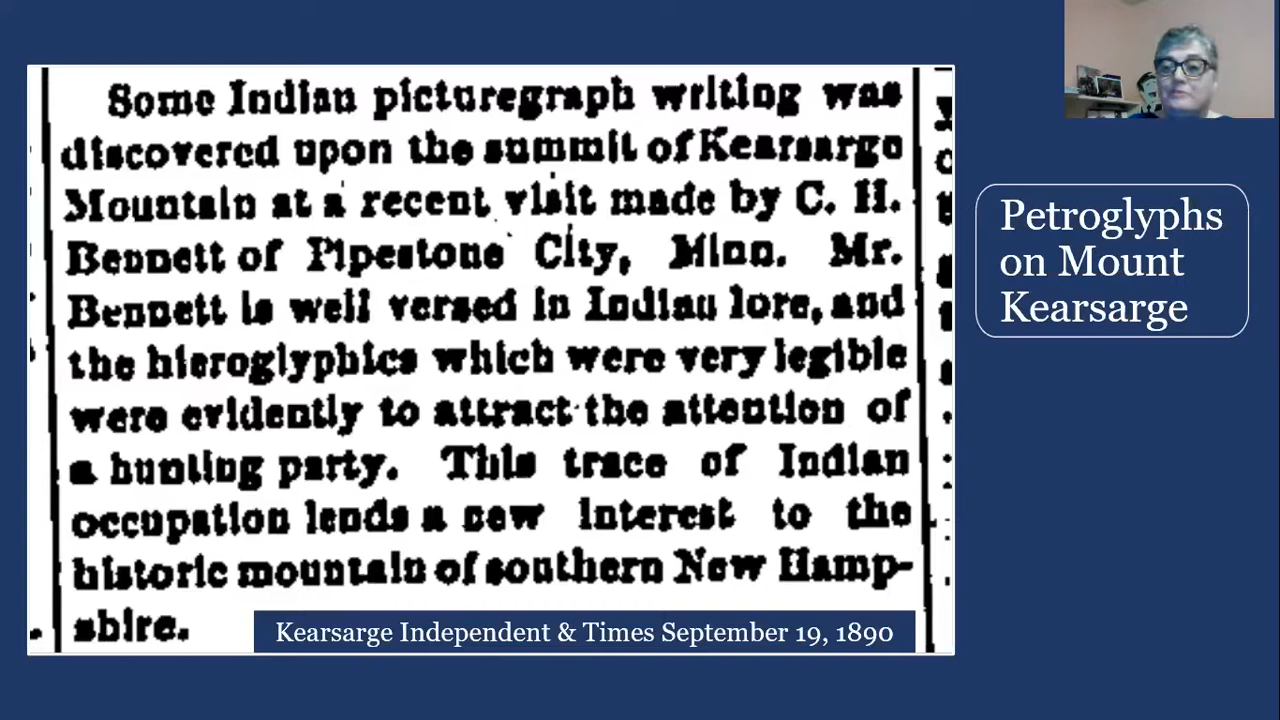 Some Indian picturegraph writing was
discovered upon the summit of Kearsarge
Mountain at a recent visit made by C. H.
Bennett of Pipestone City, Minn. Mr.
Bennett is well versed in Indian lore, and
the hieroglyphics which were very legible
were evidently to attract the attention of
a hunting party. This trace of Indian
occupation lends a new interest to the
historic mountain of southern New Hamp-
shire.
Kearsarge Independent & Times September 19, 1890
Petroglyphs
on Mount
Kearsarge